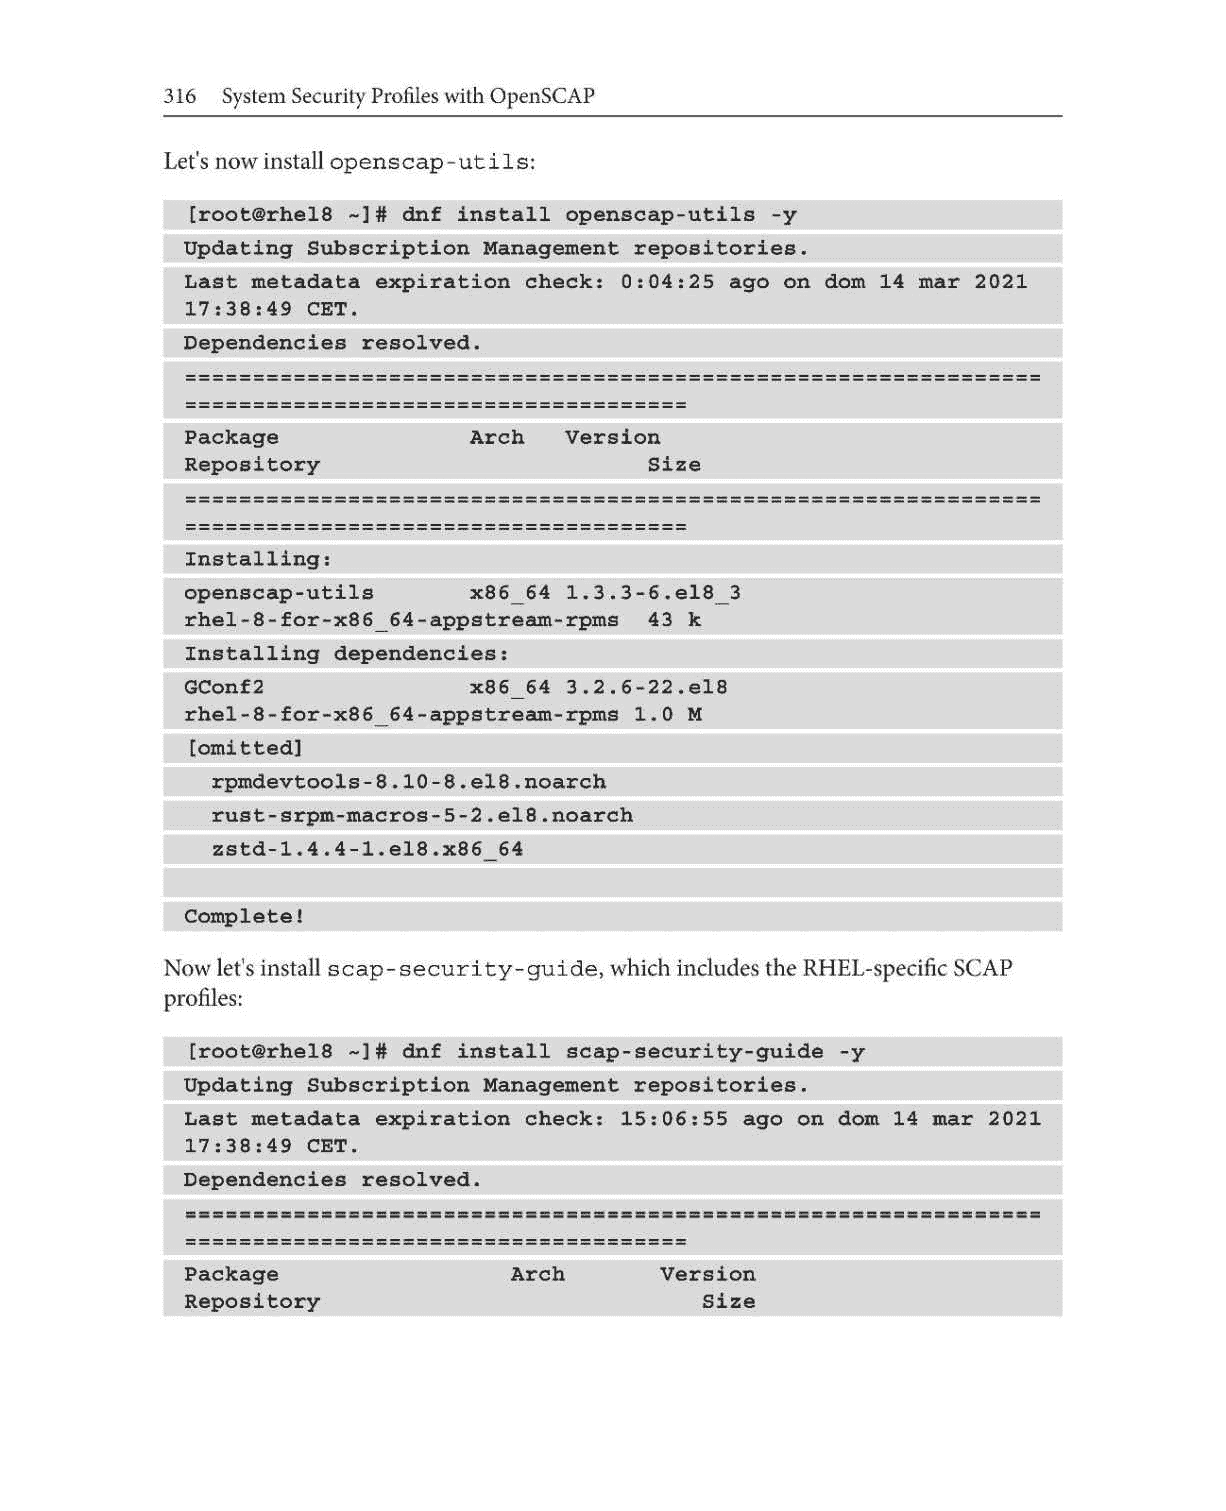 316 System Security Profiles with OpenSCAP
Let's now install openscap-utils:
[root@rhel8 ~]# dnf install openscap-utils -y
Updating Subscription Management repositories.
Last metadata expiration check: 0:04:25 ago on dom 14 mar 2021
17:38:49 CET.
Dependencies resolved.
===============================================================
=====================================
Package Arch Version
Repository Size
===============================================================
=====================================
Installing:
openscap-utils x86_64 1.3.3-6.el8_3
rhel-8-for-x86_64-appstream-rpms 43 k
Installing dependencies:
GConf2 x86_64 3.2.6-22.el8
rhel-8-for-x86_64-appstream-rpms 1.0 M
[omitted]
rpmdevtools-8.10-8.el8.noarch
rust-srpm-macros-5-2.el8.noarch
zstd-1.4.4-1.el8.x86_64
Complete!
Now let's install scap-security-guide, which includes the RHEL-specific SCAP
profiles:
[root@rhel8 ~]# dnf install scap-security-guide -y
Updating Subscription Management repositories.
Last metadata expiration check: 15:06:55 ago on dom 14 mar 2021
17:38:49 CET.
Dependencies resolved.
===============================================================
=====================================
Package Arch Version
Repository Size